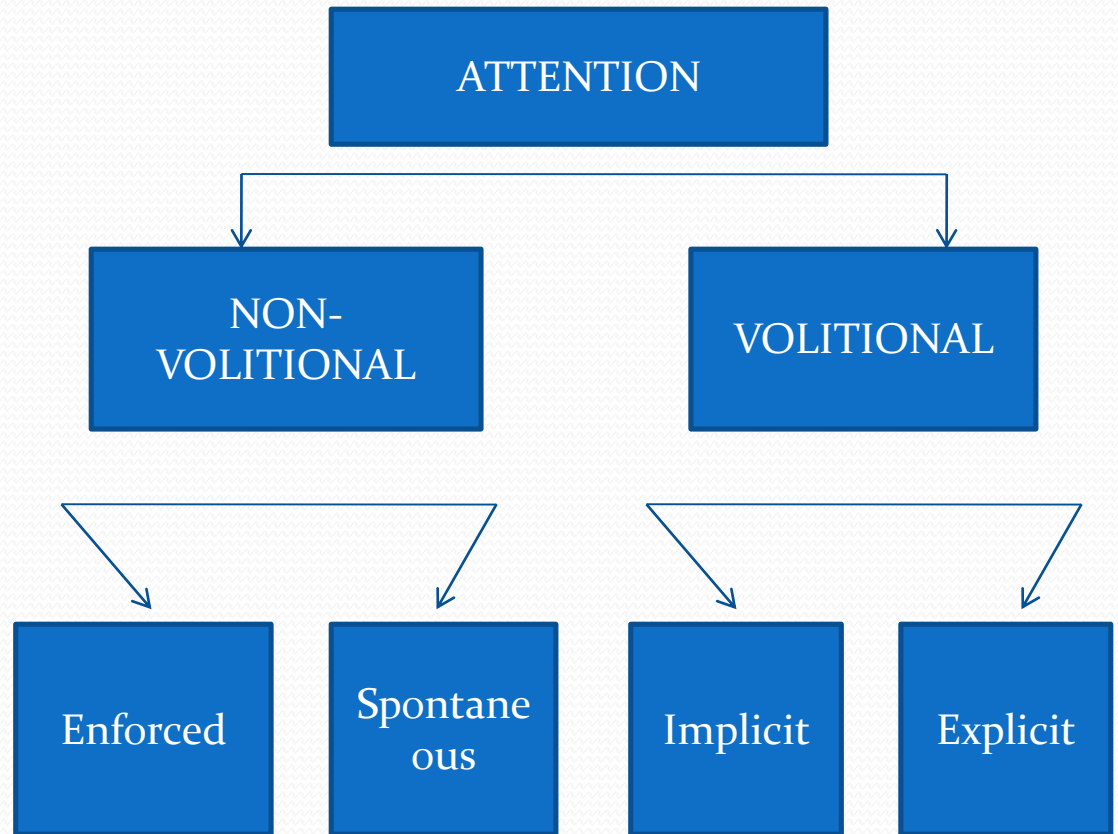 ATTENTION
NON-
VOLITIONAL
VOLITIONAL
Enforced
Spontane
ous
Implicit
Explicit